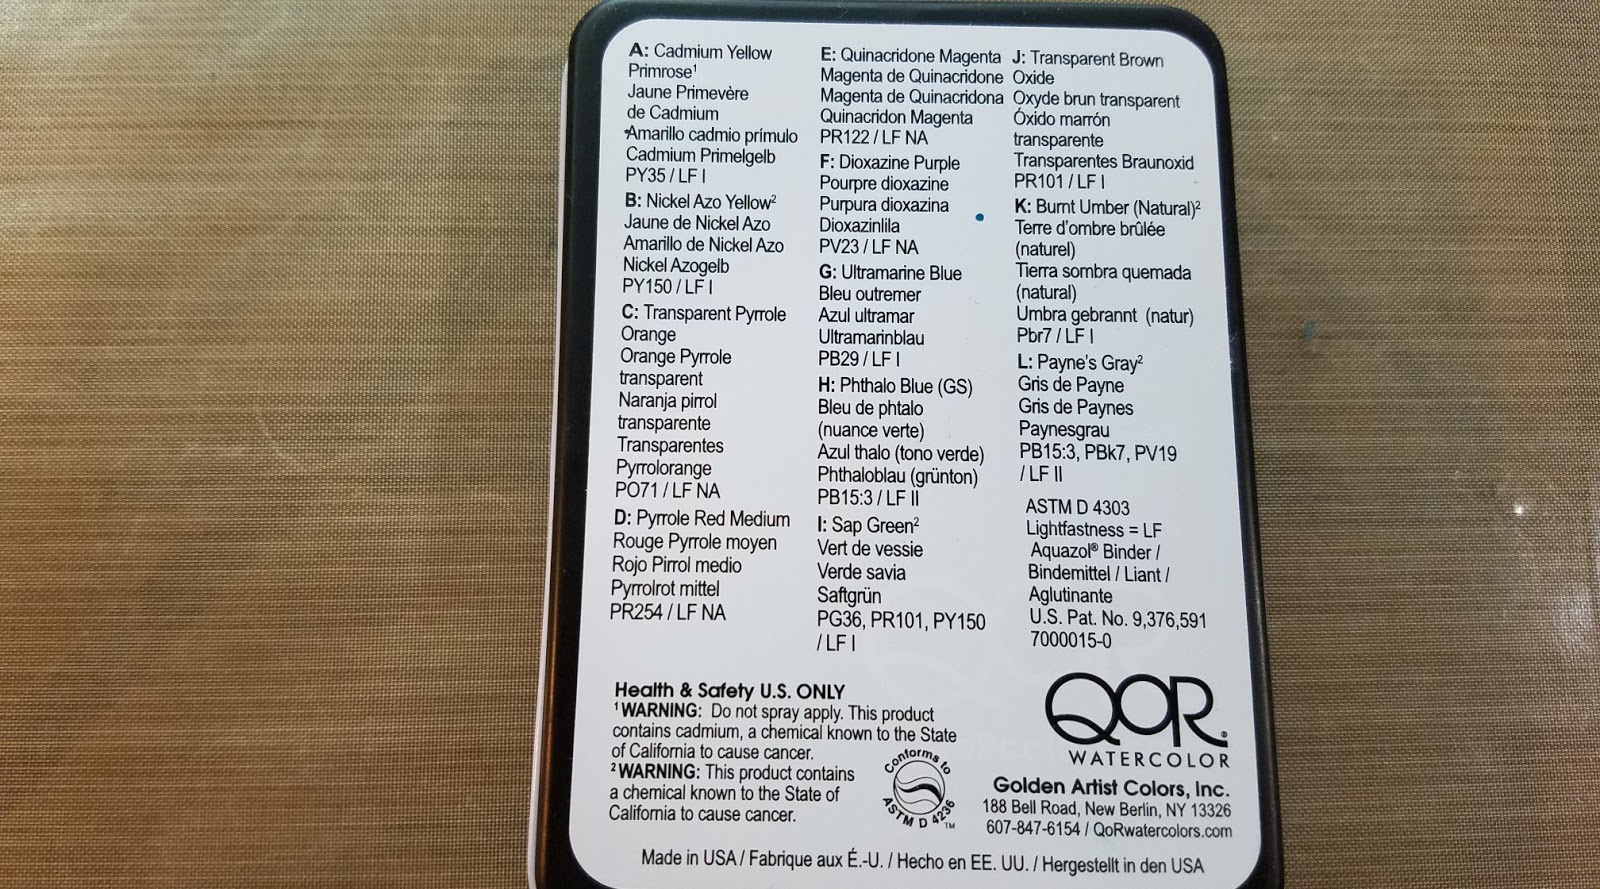 A: Cadmium Yellow
Primrose¹
Jaune Primevère
de Cadmium
Amarillo cadmio prímulo
Cadmium Primelgelb
PY35 / LF I
B: Nickel Azo Yellow²
Jaune de Nickel Azo
Amarillo de Nickel Azo
Nickel Azogelb
PY150 / LF I
C: Transparent Pyrrole
Orange
Orange Pyrrole
transparent
Naranja pirrol
transparente
Transparentes
Pyrrolorange
PO71 / LF NA
D: Pyrrole Red Medium
Rouge Pyrrole moyen
Rojo Pirrol medio
Pyrrolrot mittel
PR254 / LF NA
E: Quinacridone Magenta
Magenta de Quinacridone
Magenta de Quinacridona
Quinacridon Magenta
PR122 / LF NA
F: Dioxazine Purple
Pourpre dioxazine
Purpura dioxazina
Dioxazinlila
PV23 / LF NA
G: Ultramarine Blue
Bleu outremer
Azul ultramar
Ultramarinblau
PB29 / LF I
H: Phthalo Blue (GS)
Bleu de phtalo
(nuance verte)
Azul thalo (tono verde)
Phthaloblau (grünton)
PB15:3 / LF II
I: Sap Green²
Vert de vessie
Verde savia
Saftgrün
PG36, PR101, PY150
/ LF I
J: Transparent Brown
Oxide
Oxyde brun transparent
Óxido marrón
transparente
Transparentes Braunoxid
PR101 / LF I
K: Burnt Umber (Natural)²
Terre d'ombre brûlée
(naturel)
Tierra sombra quemada
(natural)
Umbra gebrannt (natur)
Pbr7 / LF I
L: Payne's Gray²
Gris de Payne
Gris de Paynes
Paynesgrau
PB15:3, PBk7, PV19
/ LF II
ASTM D 4303
Lightfastness = LF
Aquazol® Binder /
Bindemittel / Liant /
Aglutinante
U.S. Pat. No. 9,376,591
7000015-0
Health & Safety U.S. ONLY
¹WARNING: Do not spray apply. This product
contains cadmium, a chemical known to the State
of California to cause cancer.
²WARNING: This product contains
a chemical known to the State of
California to cause cancer.
Conforms to
ASTM D 4236
TM
QOR®
WATERCOLOR
Golden Artist Colors, Inc.
188 Bell Road, New Berlin, NY 13326
607-847-6154 / QoRwatercolors.com
Made in USA / Fabrique aux É.-U. / Hecho en EE. UU. / Hergestellt in den USA